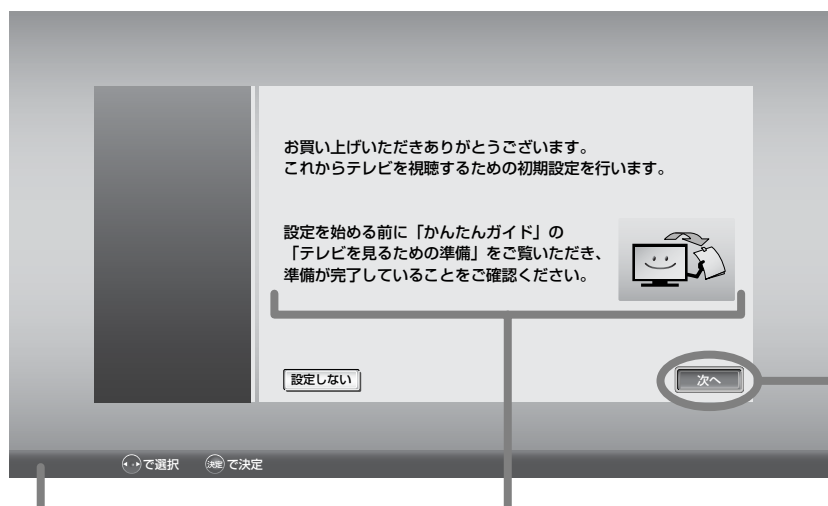 お買い上げいただきありがとうございます。
これからテレビを視聴するための初期設定を行います。
設定を始める前に「かんたんガイド」の
「テレビを見るための準備」をご覧いただき、
準備が完了していることをご確認ください。
設定しない
次へ
で選択 決定 で決定